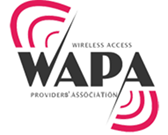 WIRELESS ACCESS
WAPA
PROVIDERS' ASSOCIATION